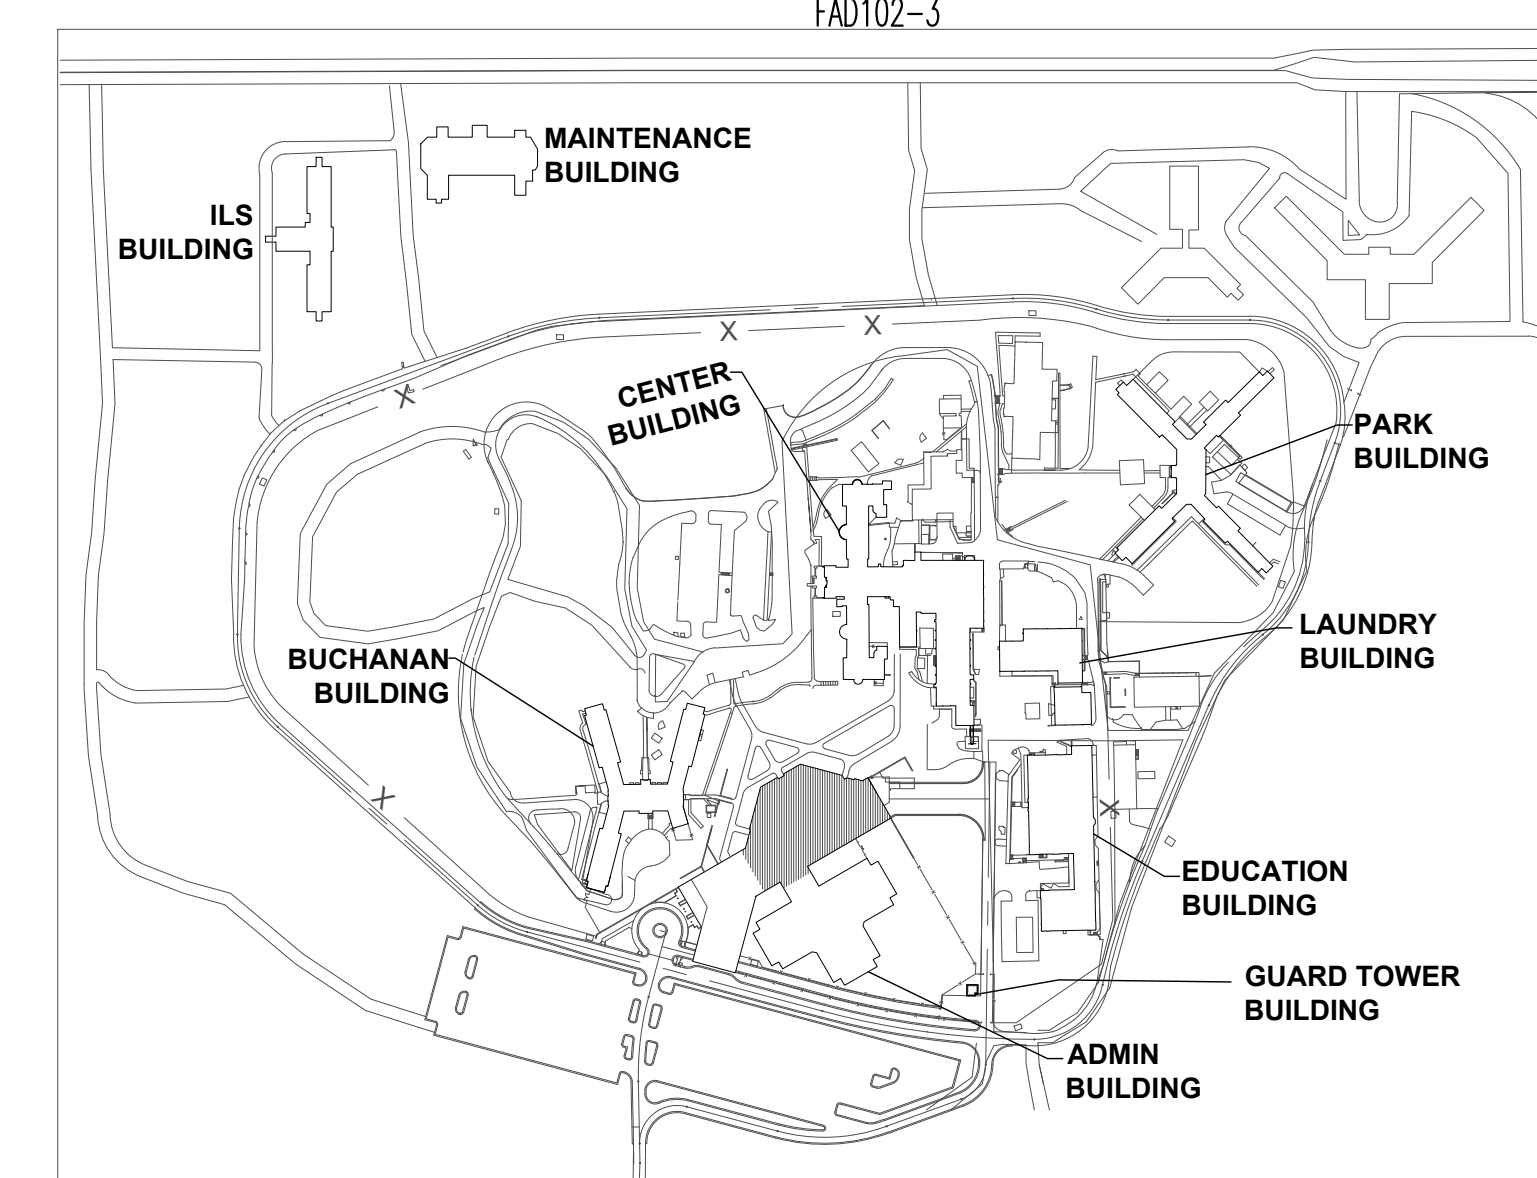 FAD102-3
MAINTENANCE
BUILDING
ILS
BUILDING
X
X
X
CENTER
BUILDING
PARK
BUILDING
LAUNDRY
BUILDING
BUCHANAN
BUILDING
X
X
EDUCATION
BUILDING
GUARD TOWER
BUILDING
ADMIN
BUILDING